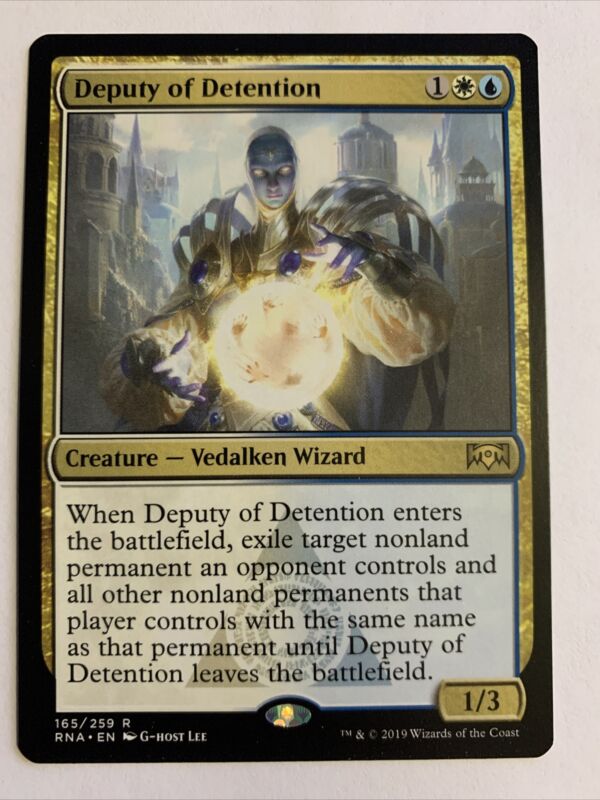 Deputy of Detention 1
Creature — Vedalken Wizard
When Deputy of Detention enters
the battlefield, exile target nonland
permanent an opponent controls and
all other nonland permanents that
player controls with the same name
as that permanent until Deputy of
Detention leaves the battlefield.
1/3
165/259 R
RNA • EN G-HOST LEE
™ & © 2019 Wizards of the Coast